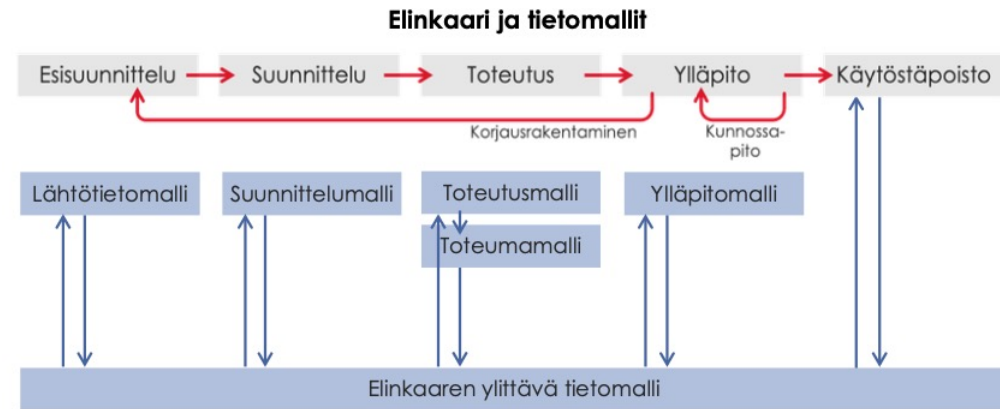 Elinkaari ja tietomallit
Esisuunnittelu
Suunnittelu
Toteutus
Ylläpito
Käytöstäpoisto
Korjausrakentaminen
Kunnossa-
pito
Lähtötietomalli
Suunnittelumalli
Toteutusmalli
Ylläpitomalli
Toteumamalli
Elinkaaren ylittävä tietomalli